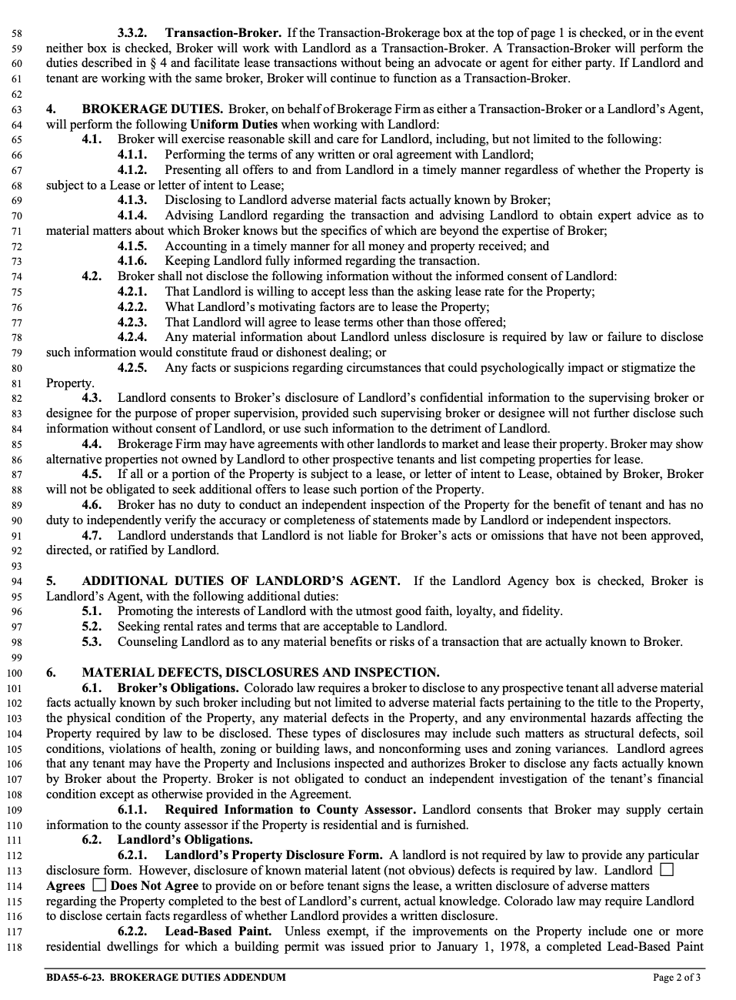 58 3.3.2. Transaction-Broker. If the Transaction-Brokerage box at the top of page 1 is checked, or in the event
59 neither box is checked, Broker will work with Landlord as a Transaction-Broker. A Transaction-Broker will perform the
60 duties described in § 4 and facilitate lease transactions without being an advocate or agent for either party. If Landlord and
61 tenant are working with the same broker, Broker will continue to function as a Transaction-Broker.
62
63 4. BROKERAGE DUTIES. Broker, on behalf of Brokerage Firm as either a Transaction-Broker or a Landlord's Agent,
64 will perform the following Uniform Duties when working with Landlord:
65 4.1. Broker will exercise reasonable skill and care for Landlord, including, but not limited to the following:
66 4.1.1. Performing the terms of any written or oral agreement with Landlord;
67 4.1.2. Presenting all offers to and from Landlord in a timely manner regardless of whether the Property is
68 subject to a Lease or letter of intent to Lease;
69 4.1.3. Disclosing to Landlord adverse material facts actually known by Broker;
70 4.1.4. Advising Landlord regarding the transaction and advising Landlord to obtain expert advice as to
71 material matters about which Broker knows but the specifics of which are beyond the expertise of Broker;
72 4.1.5. Accounting in a timely manner for all money and property received; and
73 4.1.6. Keeping Landlord fully informed regarding the transaction.
74 4.2. Broker shall not disclose the following information without the informed consent of Landlord:
75 4.2.1. That Landlord is willing to accept less than the asking lease rate for the Property;
76 4.2.2. What Landlord's motivating factors are to lease the Property;
77 4.2.3. That Landlord will agree to lease terms other than those offered;
78 4.2.4. Any material information about Landlord unless disclosure is required by law or failure to disclose
79 such information would constitute fraud or dishonest dealing; or
80 4.2.5. Any facts or suspicions regarding circumstances that could psychologically impact or stigmatize the
81 Property.
82 4.3. Landlord consents to Broker's disclosure of Landlord's confidential information to the supervising broker or
83 designee for the purpose of proper supervision, provided such supervising broker or designee will not further disclose such
84 information without consent of Landlord, or use such information to the detriment of Landlord.
85 4.4. Brokerage Firm may have agreements with other landlords to market and lease their property. Broker may show
86 alternative properties not owned by Landlord to other prospective tenants and list competing properties for lease.
87 4.5. If all or a portion of the Property is subject to a lease, or letter of intent to Lease, obtained by Broker, Broker
88 will not be obligated to seek additional offers to lease such portion of the Property.
89 4.6. Broker has no duty to conduct an independent inspection of the Property for the benefit of tenant and has no
90 duty to independently verify the accuracy or completeness of statements made by Landlord or independent inspectors.
91 4.7. Landlord understands that Landlord is not liable for Broker's acts or omissions that have not been approved,
92 directed, or ratified by Landlord.
93
94 5. ADDITIONAL DUTIES OF LANDLORD'S AGENT. If the Landlord Agency box is checked, Broker is
95 Landlord's Agent, with the following additional duties:
96 5.1. Promoting the interests of Landlord with the utmost good faith, loyalty, and fidelity.
97 5.2. Seeking rental rates and terms that are acceptable to Landlord.
98 5.3. Counseling Landlord as to any material benefits or risks of a transaction that are actually known to Broker.
99
100 6. MATERIAL DEFECTS, DISCLOSURES AND INSPECTION.
101 6.1. Broker's Obligations. Colorado law requires a broker to disclose to any prospective tenant all adverse material
102 facts actually known by such broker including but not limited to adverse material facts pertaining to the title to the Property,
103 the physical condition of the Property, any material defects in the Property, and any environmental hazards affecting the
104 Property required by law to be disclosed. These types of disclosures may include such matters as structural defects, soil
105 conditions, violations of health, zoning or building laws, and nonconforming uses and zoning variances. Landlord agrees
106 that any tenant may have the Property and Inclusions inspected and authorizes Broker to disclose any facts actually known
107 by Broker about the Property. Broker is not obligated to conduct an independent investigation of the tenant's financial
108 condition except as otherwise provided in the Agreement.
109 6.1.1. Required Information to County Assessor. Landlord consents that Broker may supply certain
110 information to the county assessor if the Property is residential and is furnished.
111 6.2. Landlord's Obligations.
112 6.2.1. Landlord's Property Disclosure Form. A landlord is not required by law to provide any particular
113 disclosure form. However, disclosure of known material latent (not obvious) defects is required by law. Landlord ☐
114 Agrees ☐ Does Not Agree to provide on or before tenant signs the lease, a written disclosure of adverse matters
115 regarding the Property completed to the best of Landlord's current, actual knowledge. Colorado law may require Landlord
116 to disclose certain facts regardless of whether Landlord provides a written disclosure.
117 6.2.2. Lead-Based Paint. Unless exempt, if the improvements on the Property include one or more
118 residential dwellings for which a building permit was issued prior to January 1, 1978, a completed Lead-Based Paint
BDA55-6-23. BROKERAGE DUTIES ADDENDUM Page 2 of 3